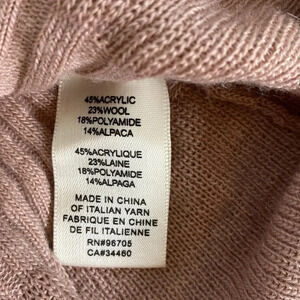 45%ACRYLIC
23%WOOL
18%POLYAMIDE
14%ALPACA
45%ACRYLIQUE
23%LAINE
18%POLYAMIDE
14%ALPAGA
MADE IN CHINA
OF ITALIAN YARN
FABRIQUE EN CHINE
DE FIL ITALIENNE
RN#96705
CA#34460